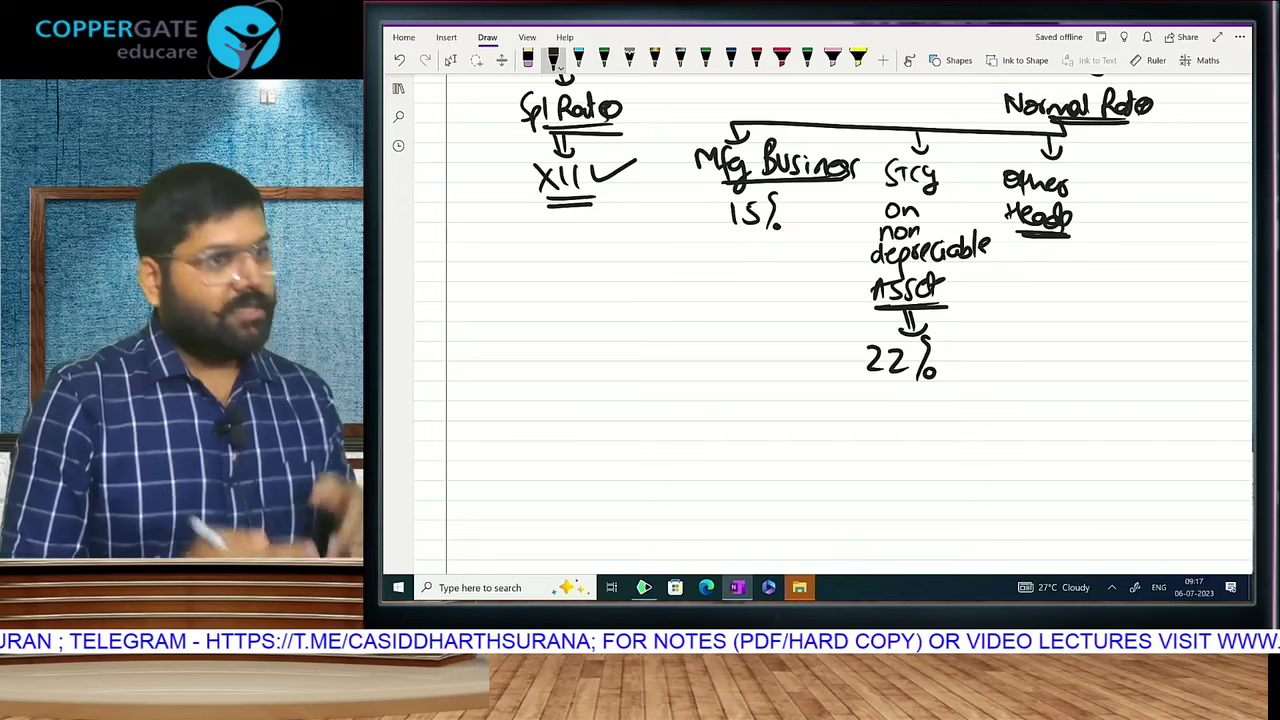 COPPERGATE
educare
Home Insert Draw View Help
Saved offline
Share
Shapes
Ink to Shape
Ink to Text
Ruler
Maths
Spl Rate
XII
Normal Rate
Mfg Business
15%
STCG
on
non
depreciable
Asset
22%
Other
Heads
Type here to search
27°C Cloudy
ENG
09:17
06-07-2023
URAN ; TELEGRAM - HTTPS://T.ME/CASIDDHARTHSURANA; FOR NOTES (PDF/HARD COPY) OR VIDEO LECTURES VISIT WWW.